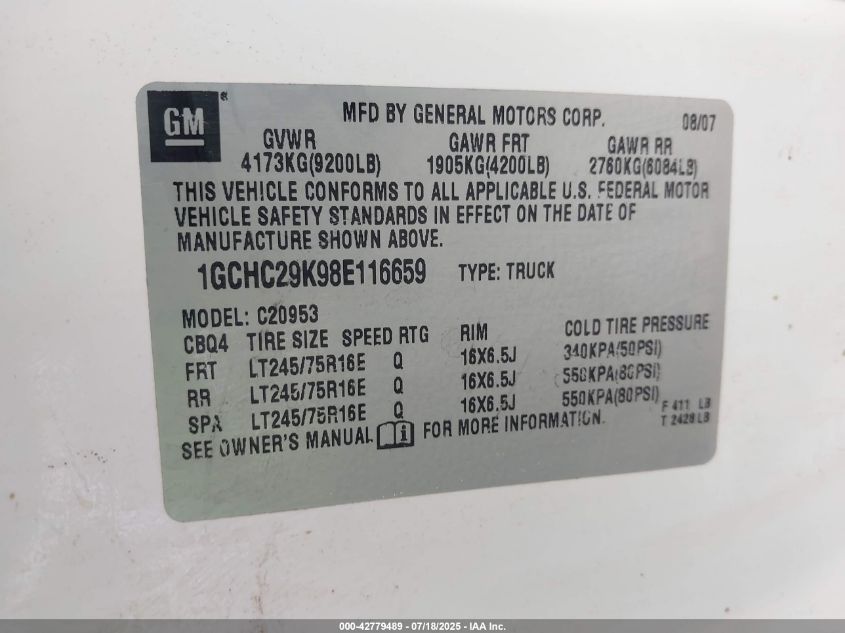 GM®
MFD BY GENERAL MOTORS CORP. 08/07
GVWR GAWR FRT GAWR RR
4173KG(9200LB) 1905KG(4200LB) 2760KG(6084LB)
THIS VEHICLE CONFORMS TO ALL APPLICABLE U.S. FEDERAL MOTOR
VEHICLE SAFETY STANDARDS IN EFFECT ON THE DATE OF
MANUFACTURE SHOWN ABOVE.
1GCHC29K98E116659 TYPE: TRUCK
MODEL: C20953
CBQ4 TIRE SIZE SPEED RTG RIM COLD TIRE PRESSURE
FRT LT245/75R16E Q 16X6.5J 340KPA(50PSI)
RR LT245/75R16E Q 16X6.5J 550KPA(80PSI)
SPA LT245/75R16E Q 16X6.5J 550KPA(80PSI)
F 411 LB
T 2428 LB
SEE OWNER'S MANUAL i FOR MORE INFORMATION.
000-42779489 - 07/18/2025 - IAA Inc.